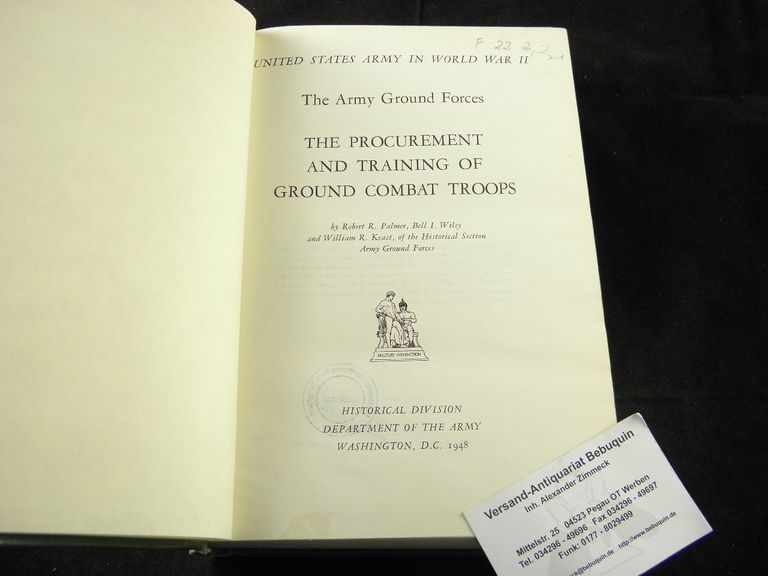 F 22 2,2
x-1
UNITED STATES ARMY IN WORLD WAR II
The Army Ground Forces
THE PROCUREMENT
AND TRAINING OF
GROUND COMBAT TROOPS
by Robert R. Palmer, Bell I. Wiley
and William R. Keast, of the Historical Section
Army Ground Forces
MILITARY INSTRUCTION
HISTORICAL DIVISION
DEPARTMENT OF THE ARMY
WASHINGTON, D.C. 1948
Versand-Antiquariat Bebuquin
Inh. Alexander Zimmeck
Mittelstr. 25 04523 Pegau OT Werben
Tel. 034296 - 49696 - Fax 034296 - 49697
Funk: 0177 - 8029499
@bebuquin.de http://www.bebuquin.de